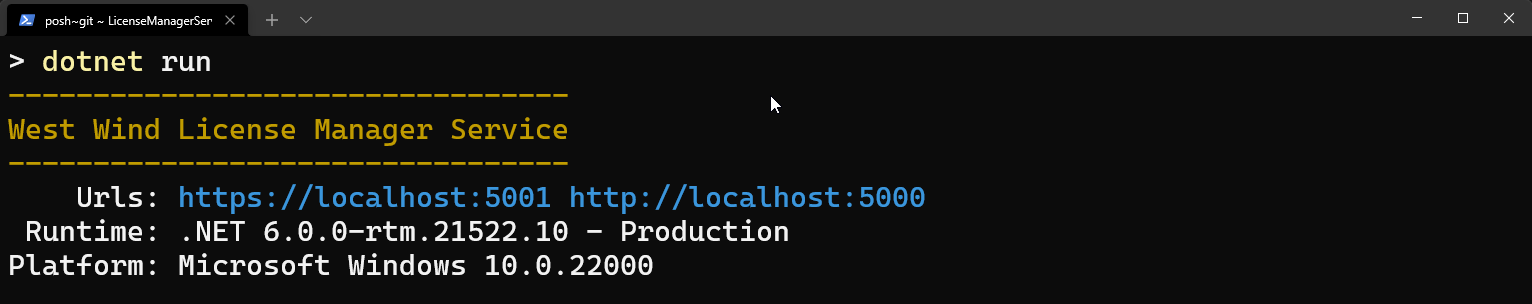 posh~git ~ LicenseManagerSer
> dotnet run
---------------------------------
West Wind License Manager Service
---------------------------------
    Urls: https://localhost:5001 http://localhost:5000
 Runtime: .NET 6.0.0-rtm.21522.10 - Production
Platform: Microsoft Windows 10.0.22000